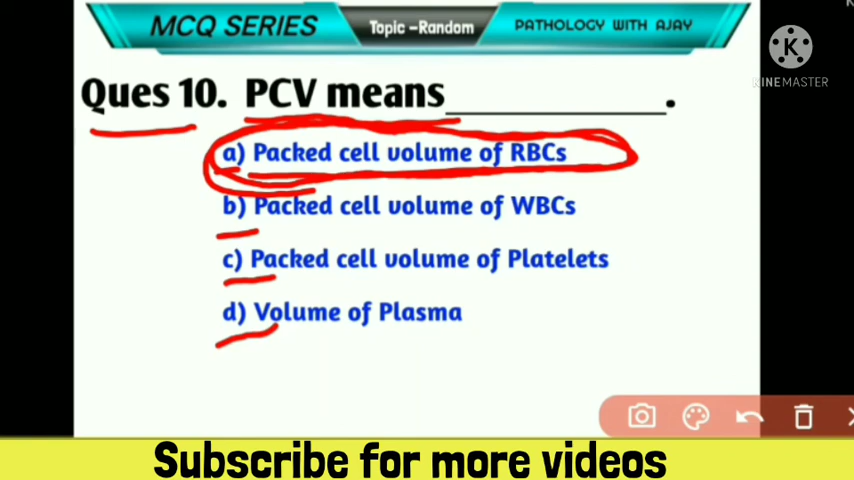 MCQ SERIES
Topic –Random
PATHOLOGY WITH AJAY
K
KINEMASTER
Ques 10. PCV means____________.
a) Packed cell volume of RBCs
b) Packed cell volume of WBCs
c) Packed cell volume of Platelets
d) Volume of Plasma
Subscribe for more videos